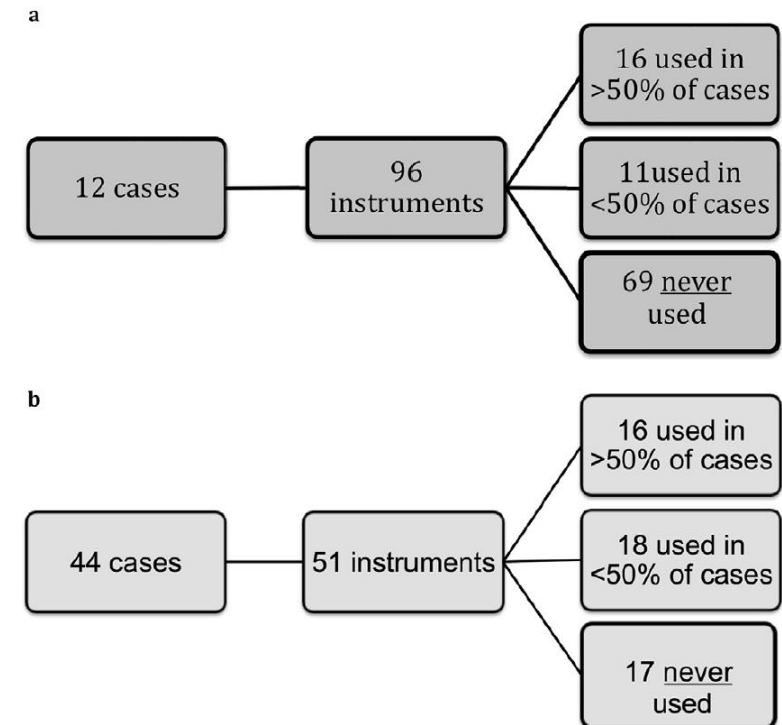 a
12 cases
96
instruments
16 used in
>50% of cases
11used in
<50% of cases
69 never
used
b
44 cases
51 instruments
16 used in
>50% of cases
18 used in
<50% of cases
17 never
used